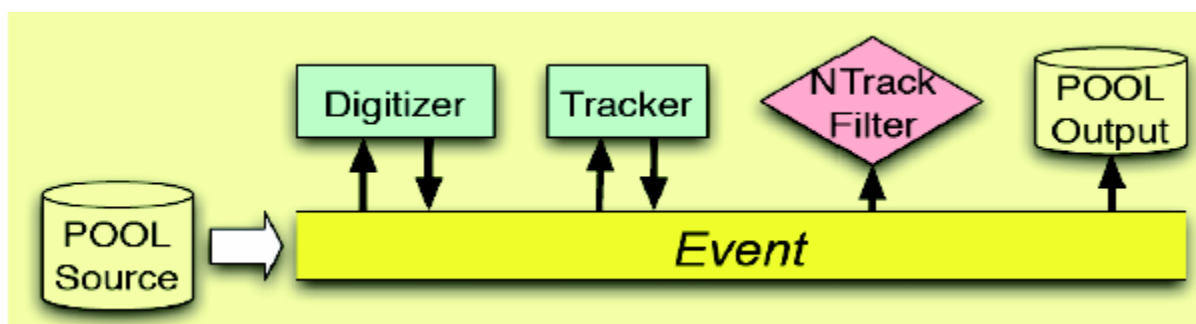 Digitizer
Tracker
NTrack
Filter
POOL
Output
POOL
Source
Event